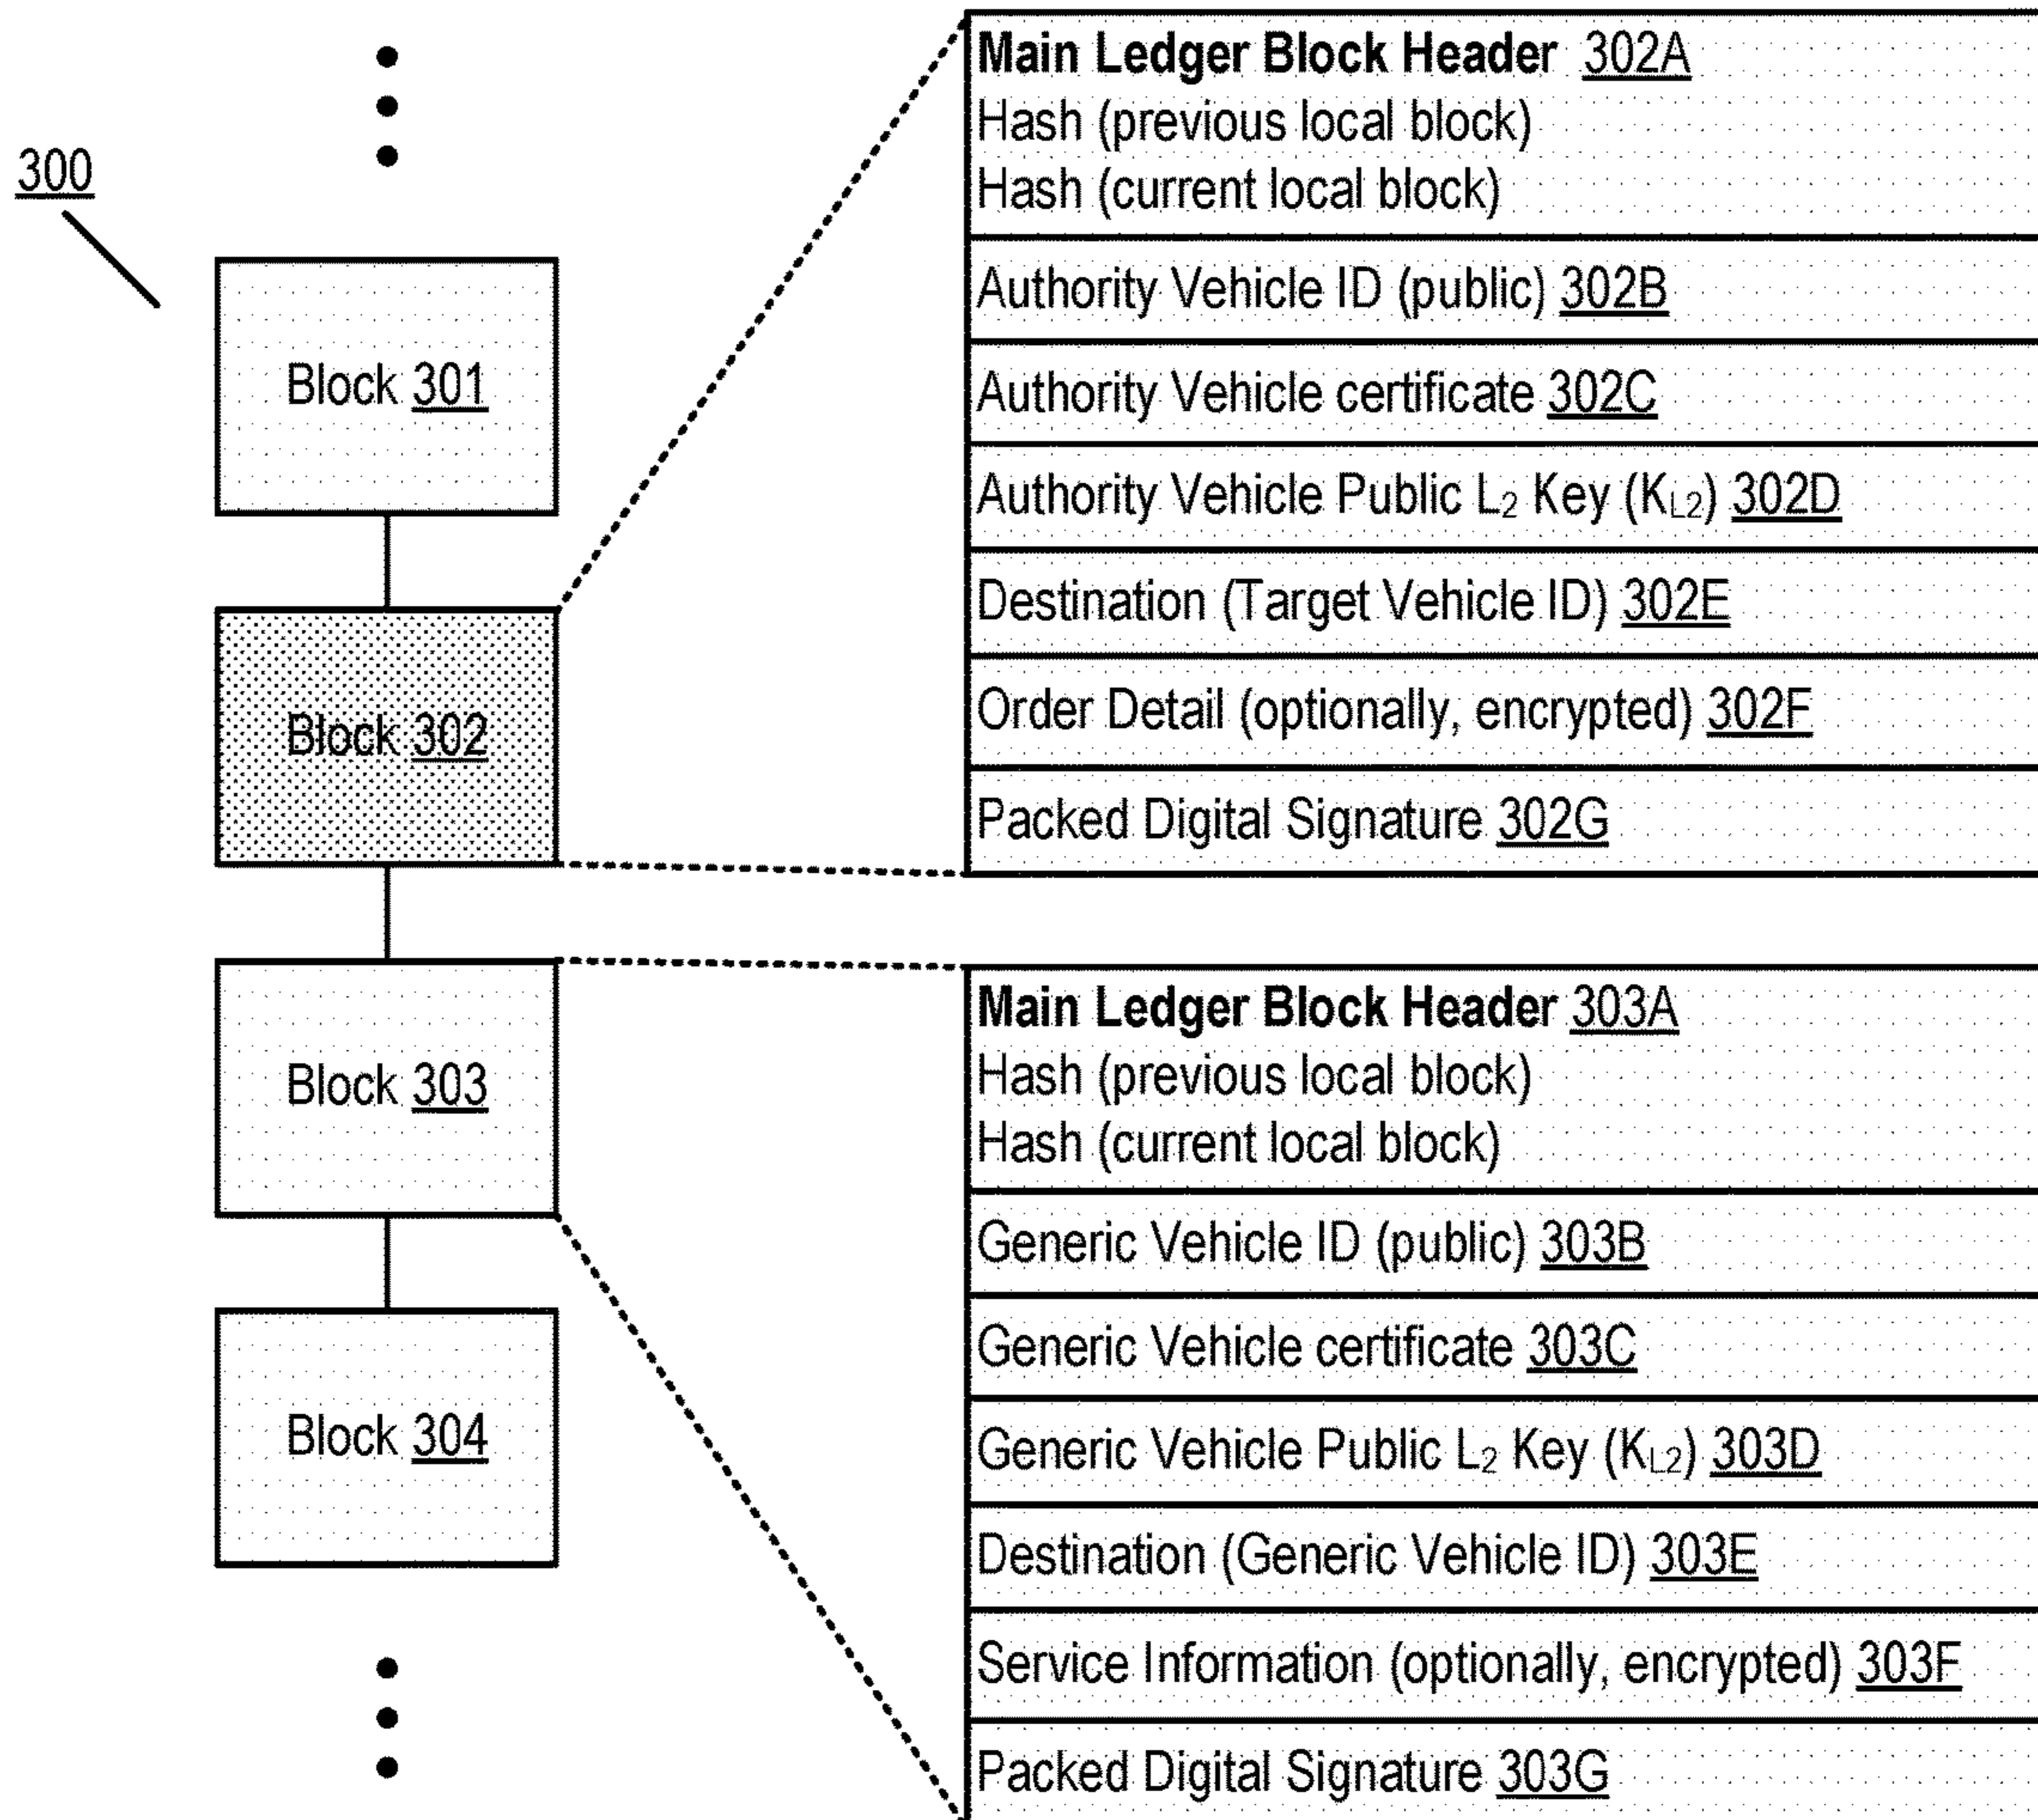 300
Block 301
Block 302
Block 303
Block 304
Main Ledger Block Header 302A
Hash (previous local block)
Hash (current local block)
Authority Vehicle ID (public) 302B
Authority Vehicle certificate 302C
Authority Vehicle Public L₂ Key (K_L2) 302D
Destination (Target Vehicle ID) 302E
Order Detail (optionally, encrypted) 302F
Packed Digital Signature 302G
Main Ledger Block Header 303A
Hash (previous local block)
Hash (current local block)
Generic Vehicle ID (public) 303B
Generic Vehicle certificate 303C
Generic Vehicle Public L₂ Key (K_L2) 303D
Destination (Generic Vehicle ID) 303E
Service Information (optionally, encrypted) 303F
Packed Digital Signature 303G